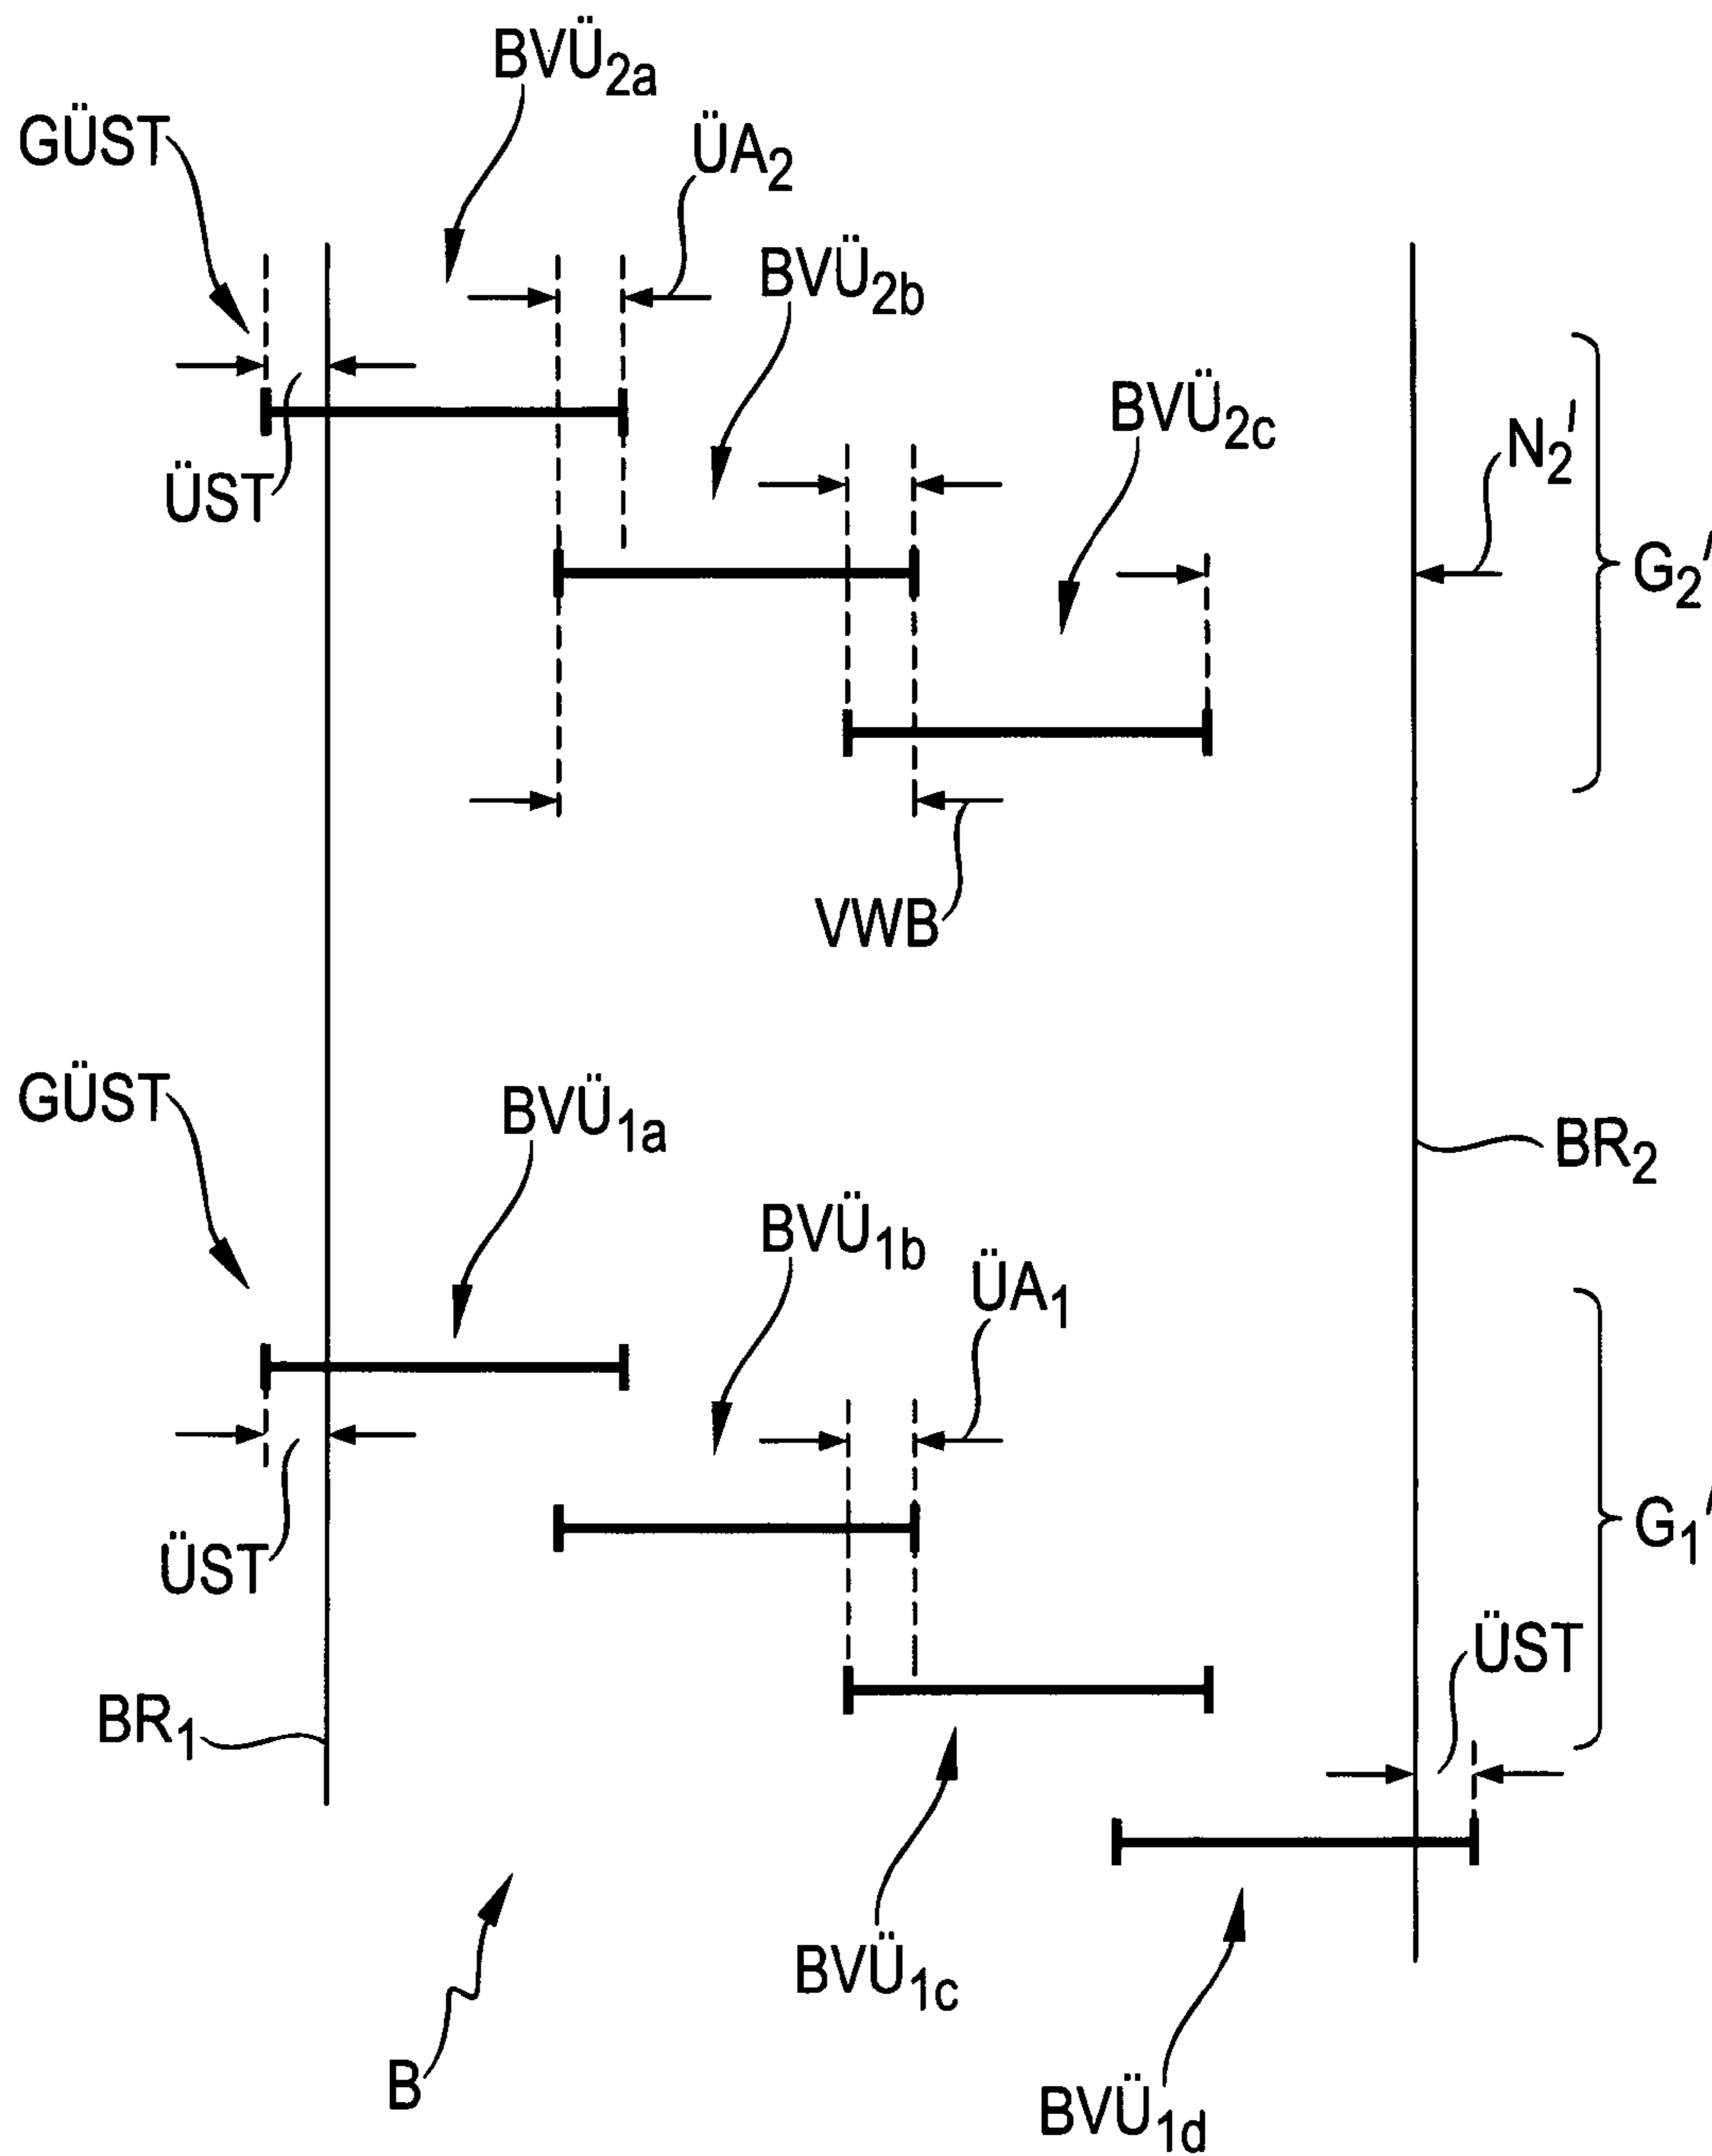 BVÜ2a
GÜST
ÜA2
BVÜ2b
BVÜ2c
N2'
ÜST
G2'
VWB
GÜST
BVÜ1a
BR2
BVÜ1b
ÜA1
G1'
ÜST
ÜST
BR1
BVÜ1c
B
BVÜ1d